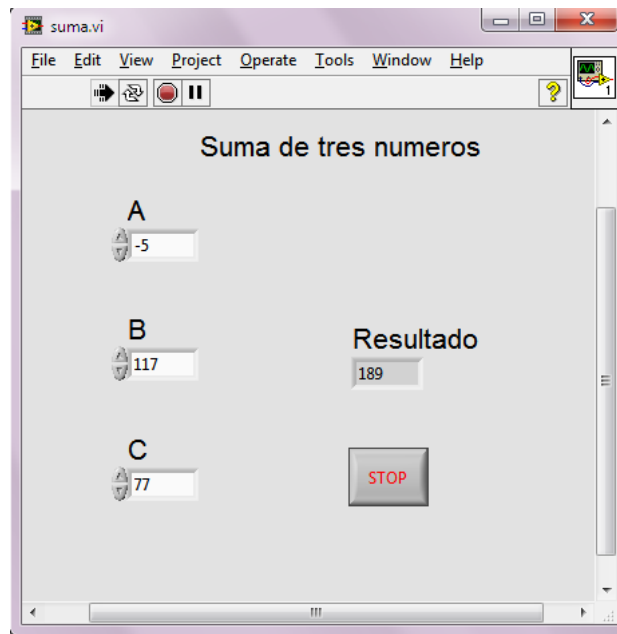 suma.vi
File Edit View Project Operate Tools Window Help
?
1
Suma de tres numeros
A
-5
B
117
Resultado
189
C
77
STOP